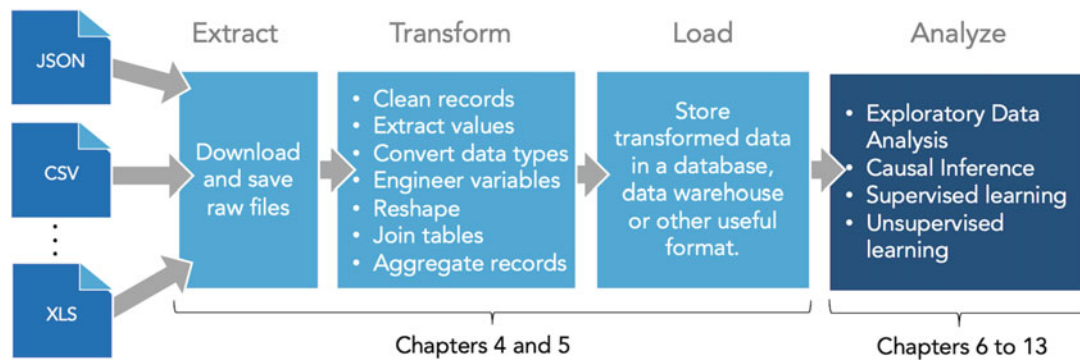 JSON
CSV
XLS
Extract
Download
and save
raw files
Transform
• Clean records
• Extract values
• Convert data types
• Engineer variables
• Reshape
• Join tables
• Aggregate records
Load
Store
transformed data
in a database,
data warehouse
or other useful
format.
Analyze
• Exploratory Data
Analysis
• Causal Inference
• Supervised learning
• Unsupervised
learning
Chapters 4 and 5
Chapters 6 to 13